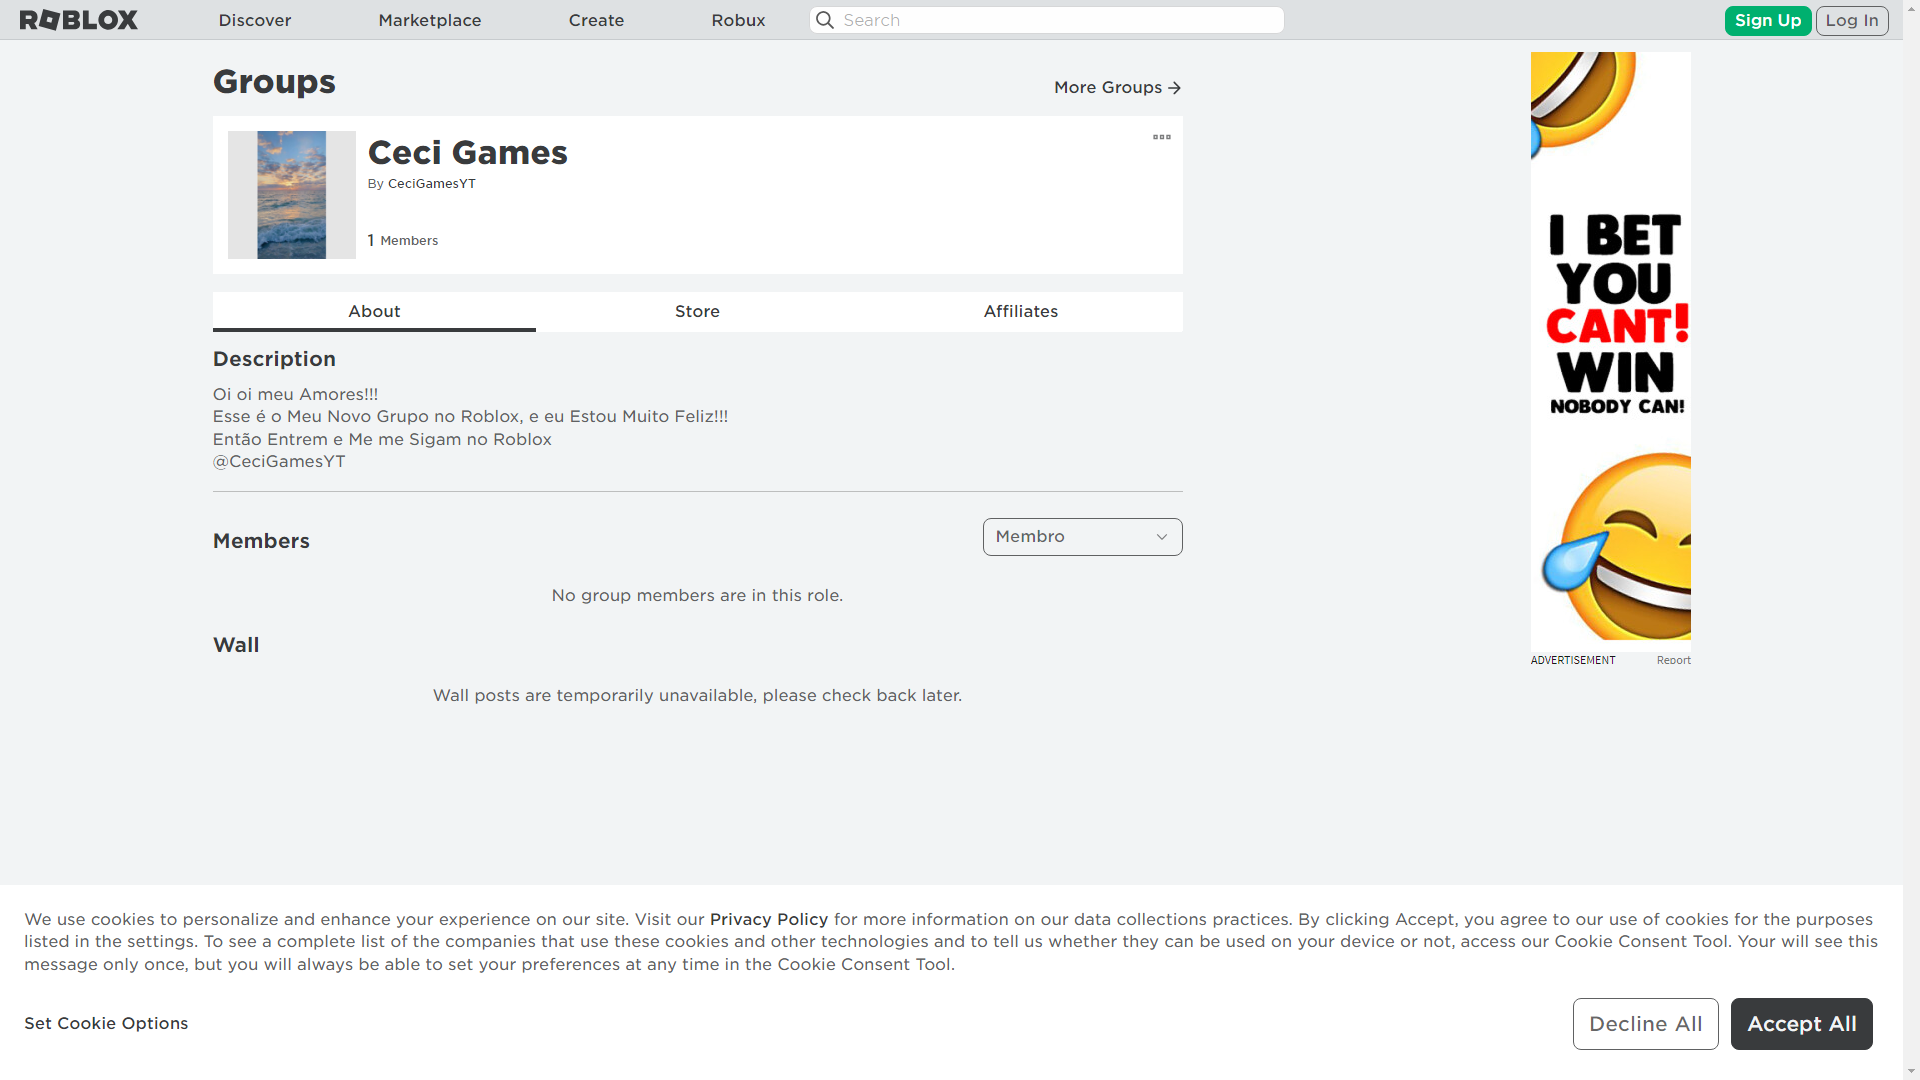 ROBLOX
Discover
Marketplace
Create
Robux
Search
Sign Up
Log In
Groups
More Groups
Ceci Games
By CeciGamesYT
1 Members
About
Store
Affiliates
Description
Oi oi meu Amores!!!
Esse é o Meu Novo Grupo no Roblox, e eu Estou Muito Feliz!!!
Então Entrem e Me me Sigam no Roblox
@CeciGamesYT
Members
Membro
No group members are in this role.
Wall
Wall posts are temporarily unavailable, please check back later.
I BET
YOU
CANT!
WIN
NOBODY CAN!
ADVERTISEMENT
Report
We use cookies to personalize and enhance your experience on our site. Visit our Privacy Policy for more information on our data collections practices. By clicking Accept, you agree to our use of cookies for the purposes
listed in the settings. To see a complete list of the companies that use these cookies and other technologies and to tell us whether they can be used on your device or not, access our Cookie Consent Tool. Your will see this
message only once, but you will always be able to set your preferences at any time in the Cookie Consent Tool.
Set Cookie Options
Decline All
Accept All